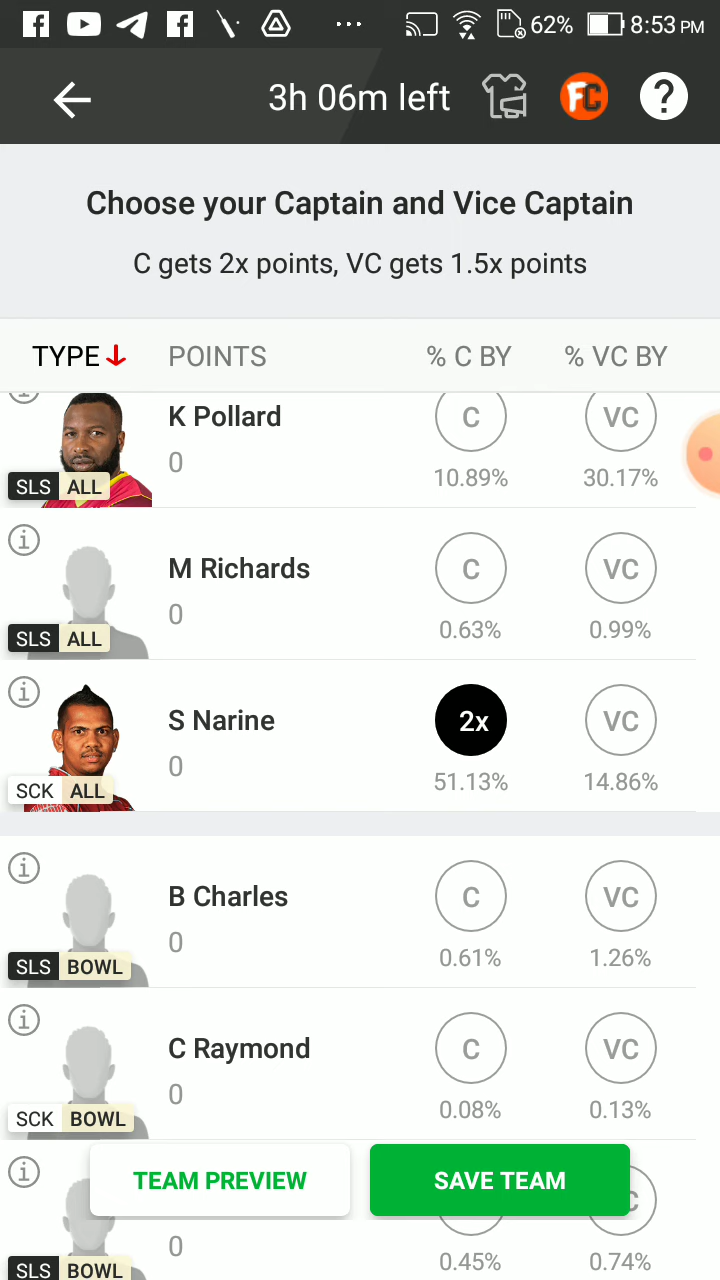 62% 8:53 PM
3h 06m left FC ?
Choose your Captain and Vice Captain
C gets 2x points, VC gets 1.5x points
TYPE POINTS % C BY % VC BY
K Pollard C VC
0 10.89% 30.17%
SLS ALL
M Richards C VC
0 0.63% 0.99%
SLS ALL
S Narine 2x VC
0 51.13% 14.86%
SCK ALL
B Charles C VC
0 0.61% 1.26%
SLS BOWL
C Raymond C VC
0 0.08% 0.13%
SCK BOWL
TEAM PREVIEW SAVE TEAM
0 0.45% 0.74%
SLS BOWL